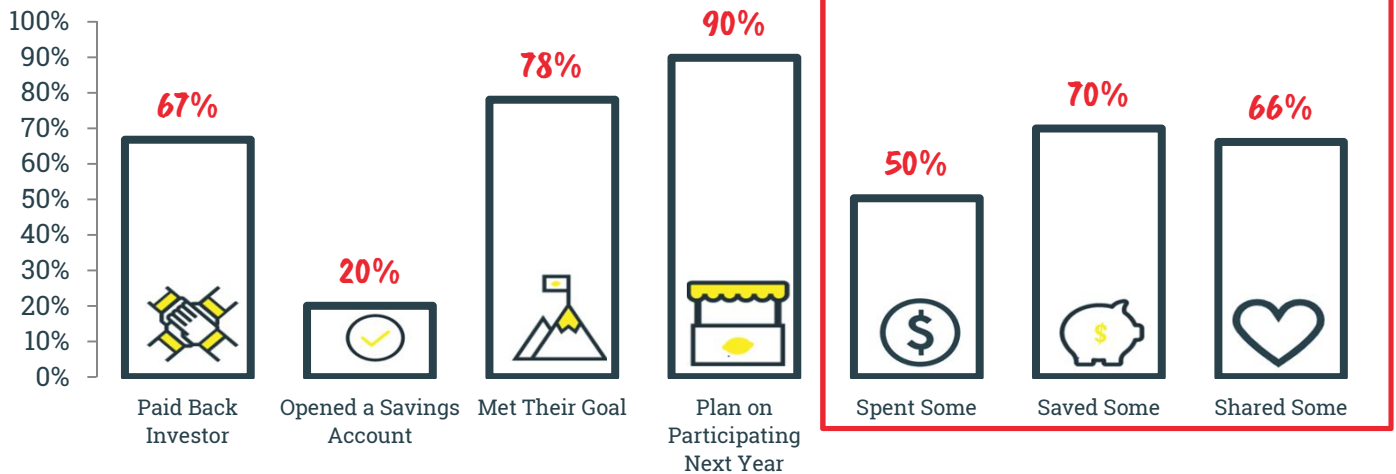 100%
90%
80%
70%
60%
50%
40%
30%
20%
10%
0%
67%
20%
78%
90%
50%
70%
66%
$
$
Paid Back
Investor
Opened a Savings
Account
Met Their Goal
Plan on
Participating
Next Year
Spent Some
Saved Some
Shared Some